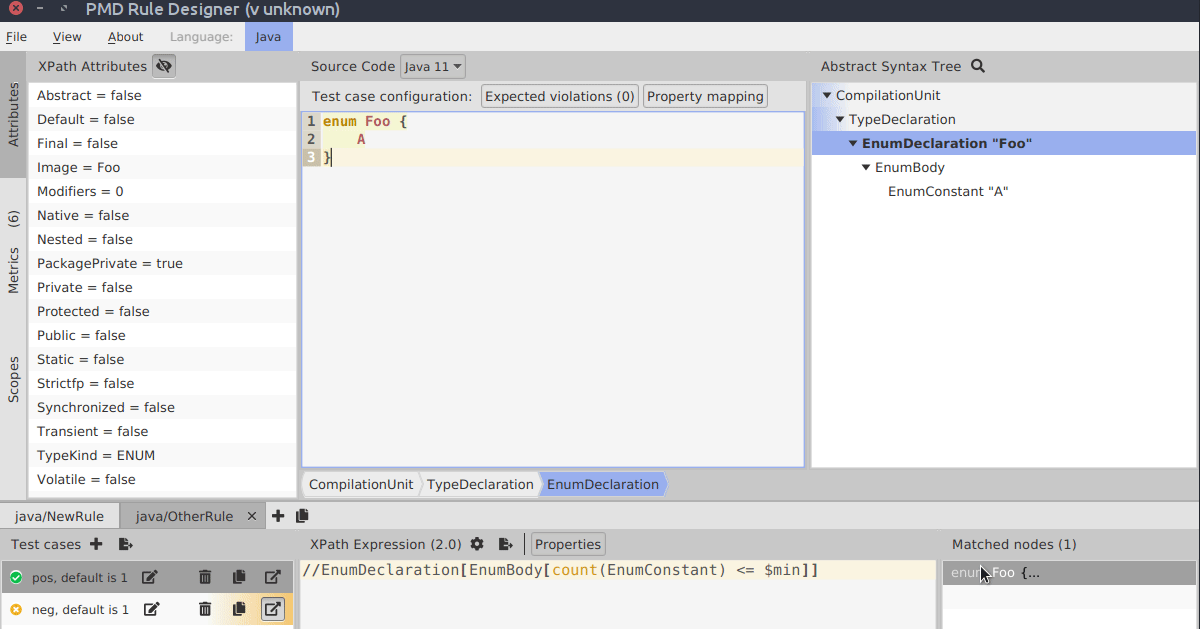 PMD Rule Designer (v unknown)
File View About Language: Java
Attributes
(6)
Metrics
Scopes
XPath Attributes
Abstract = false
Default = false
Final = false
Image = Foo
Modifiers = 0
Native = false
Nested = false
PackagePrivate = true
Private = false
Protected = false
Public = false
Static = false
Strictfp = false
Synchronized = false
Transient = false
TypeKind = ENUM
Volatile = false
Source Code Java 11
Test case configuration: Expected violations (0) Property mapping
1 enum Foo {
2     A
3 }
CompilationUnit TypeDeclaration EnumDeclaration
Abstract Syntax Tree
CompilationUnit
TypeDeclaration
EnumDeclaration "Foo"
EnumBody
EnumConstant "A"
java/NewRule java/OtherRule
Test cases
pos, default is 1
neg, default is 1
XPath Expression (2.0) Properties
//EnumDeclaration[EnumBody[count(EnumConstant) <= $min]]
Matched nodes (1)
enum Foo {...